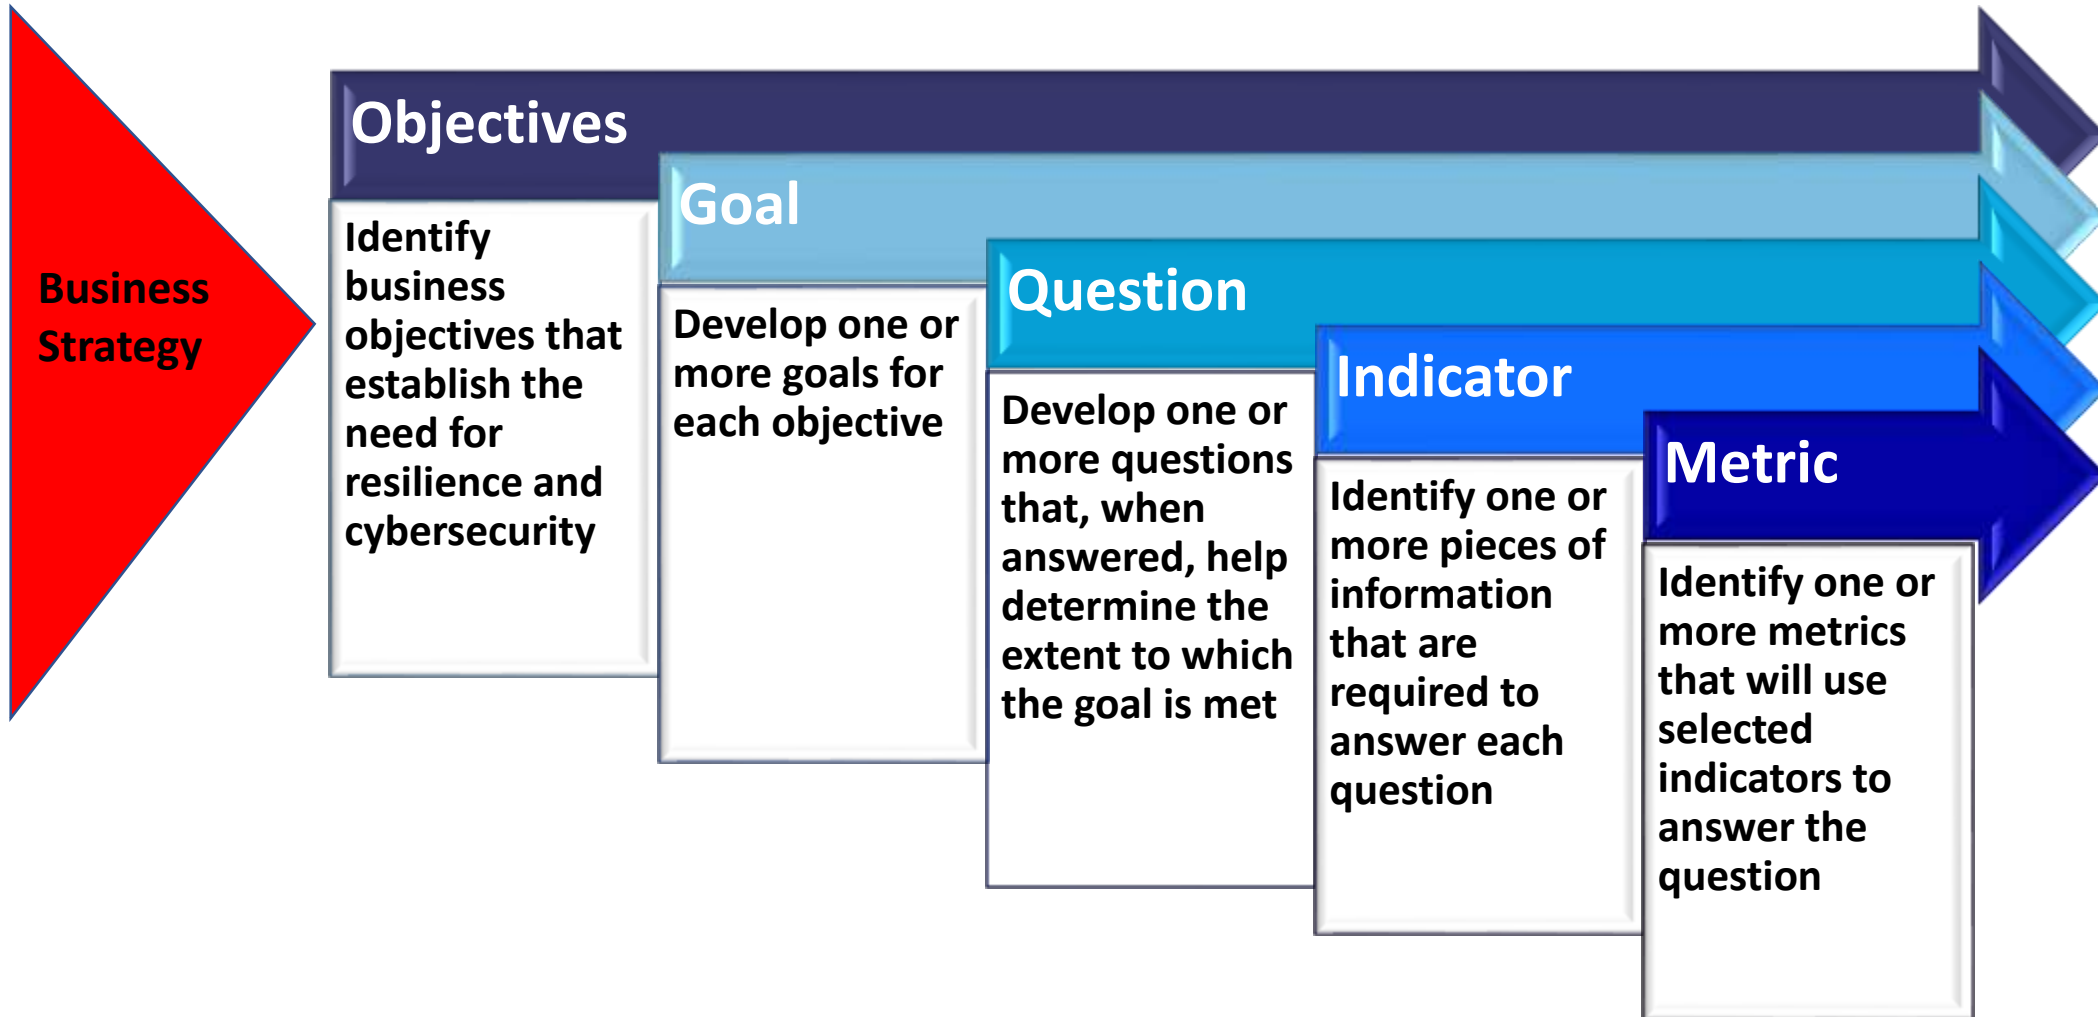 Business
Strategy
Objectives
Identify
business
objectives that
establish the
need for
resilience and
cybersecurity
Goal
Develop one or
more goals for
each objective
Question
Develop one or
more questions
that, when
answered, help
determine the
extent to which
the goal is met
Indicator
Identify one or
more pieces of
information
that are
required to
answer each
question
Metric
Identify one or
more metrics
that will use
selected
indicators to
answer the
question